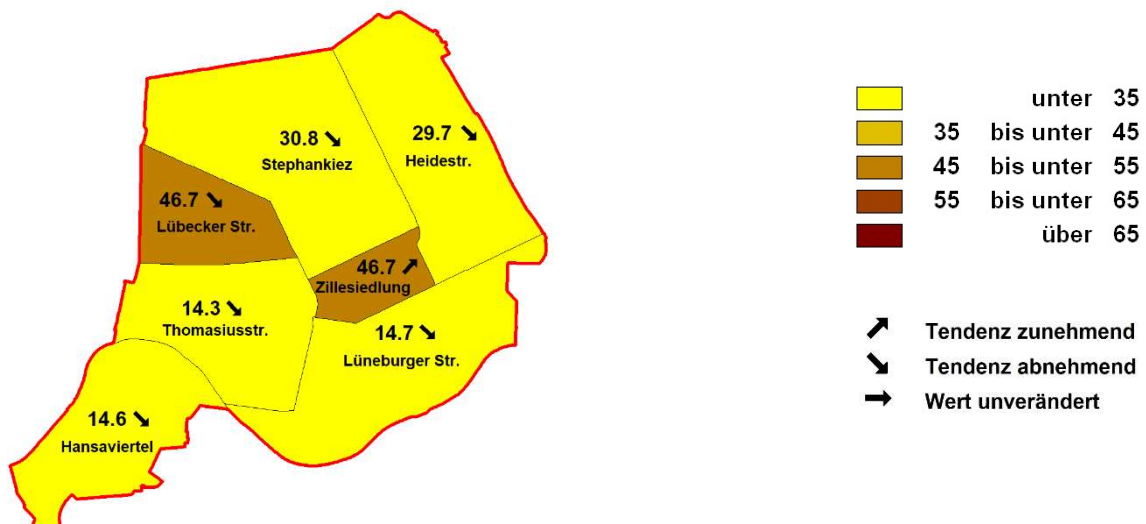 30.8
Stephankiez
29.7
Heidestr.
46.7
Lübecker Str.
46.7
Zillesiedlung
14.3
Thomasiusstr.
14.7
Lüneburger Str.
14.6
Hansaviertel
unter 35
35 bis unter 45
45 bis unter 55
55 bis unter 65
über 65
Tendenz zunehmend
Tendenz abnehmend
Wert unverändert